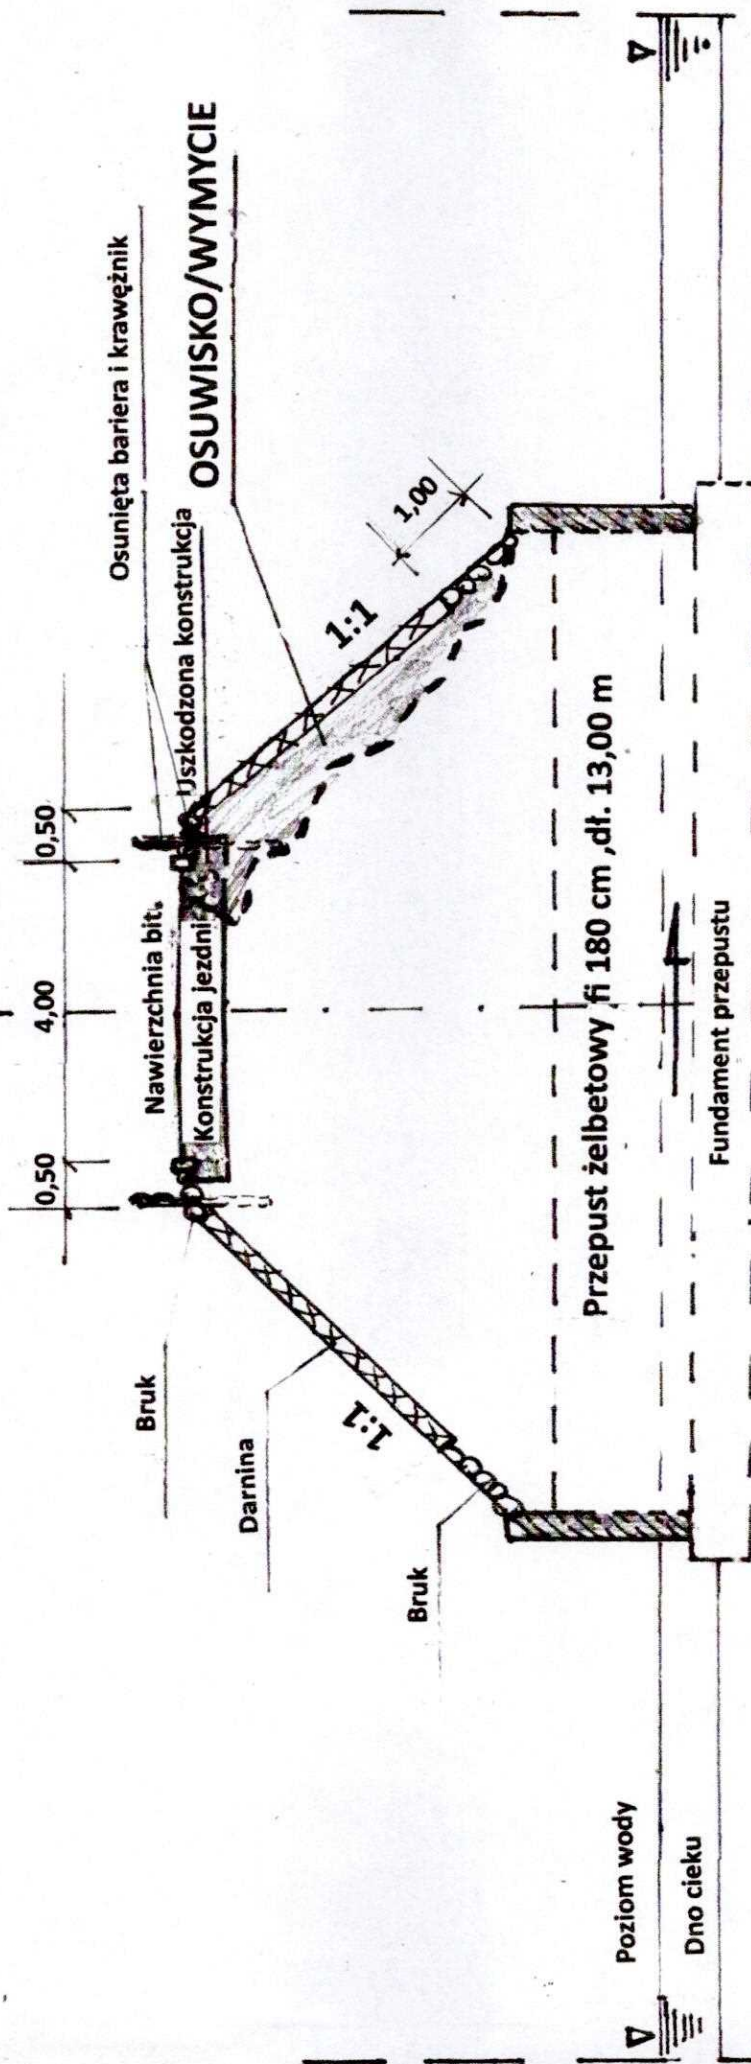 0,50
4,00
0,50
Osunięta bariera i krawężnik
Nawierzchnia bit.
Uszkodzona konstrukcja
OSUWISKO/WYMYCIE
Konstrukcja jezdni
Bruk
Darnina
1:1
1:1
1,00
Bruk
Przepust żelbetowy fi 180 cm ,dł. 13,00 m
Poziom wody
Dno cieku
Fundament przepustu